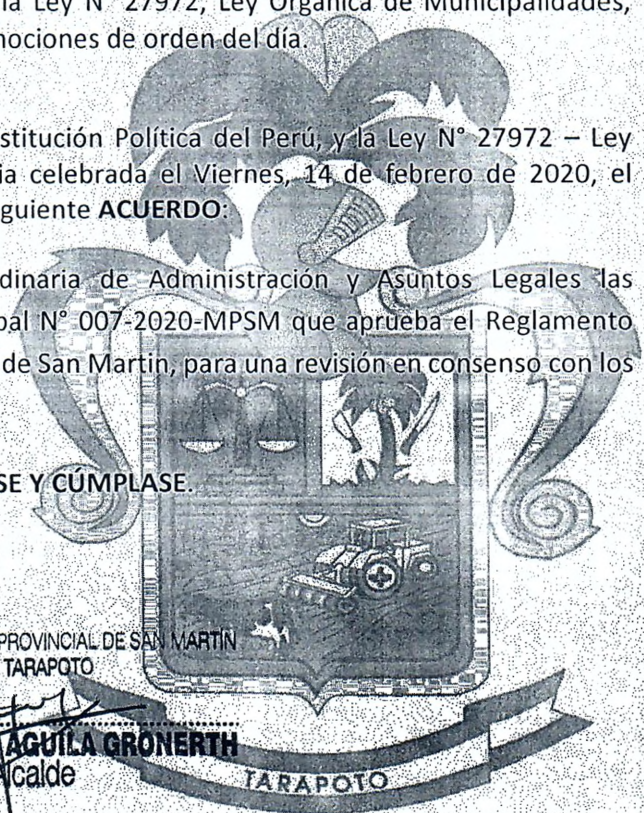 la Ley N° 27972, Ley Orgánica de Municipalidades,
mociones de orden del día.
stitución Política del Perú, y la Ley N° 27972 – Ley
ia celebrada el Viernes, 14 de febrero de 2020, el
guiente ACUERDO:
dinaria de Administración y Asuntos Legales las
pal N° 007-2020-MPSM que aprueba el Reglamento
de San Martin, para una revisión en consenso con los
SE Y CÚMPLASE.
PROVINCIAL DE SAN MARTÍN
TARAPOTO
AGUILA GRONERTH
lcalde
TARAPOTO